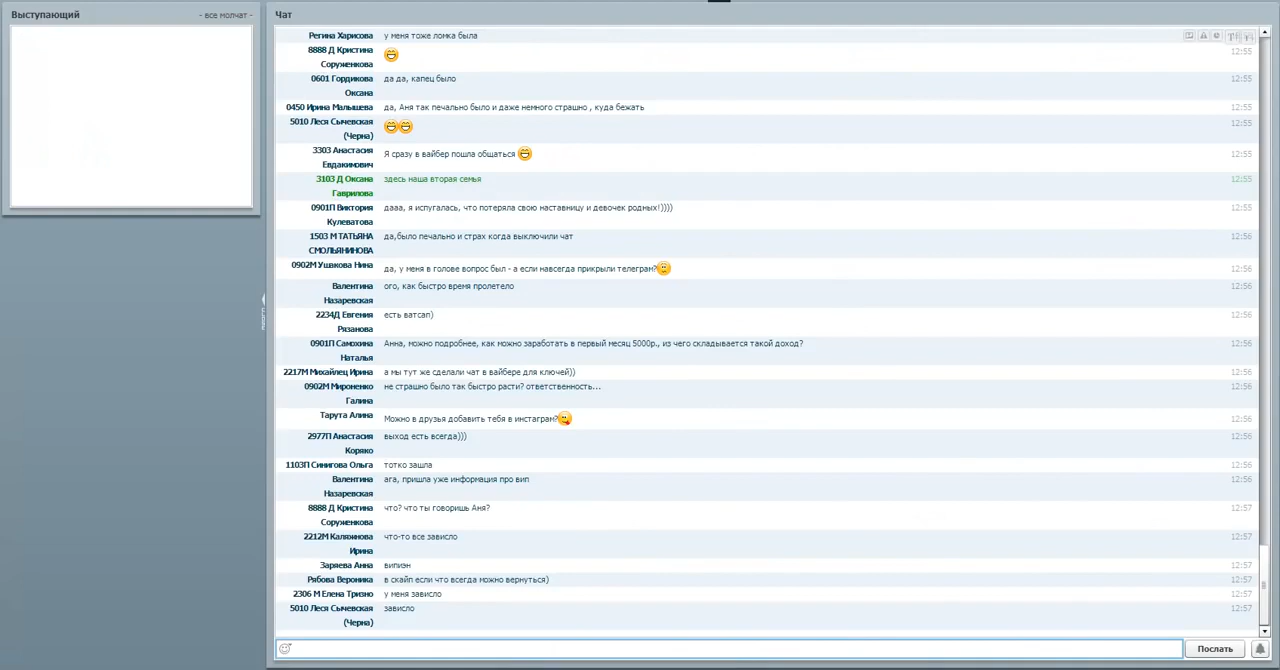 Выступающий - все молчат -
Чат
Регина Харисова у меня тоже ломка была
8888 Д Кристина
Соруженкова 12:55
0601 Гордикова да да, капец было 12:55
Оксана
0450 Ирина Малышева да, Аня так печально было и даже немного страшно , куда бежать 12:55
5010 Леся Сычевская 12:55
(Черна)
3303 Анастасия Я сразу в вайбер пошла общаться 12:55
Евдакимович
3103 Д Оксана здесь наша вторая семья 12:55
Гаврилова
0901П Виктория дааа, я испугалась, что потеряла свою наставницу и девочек родных!)))) 12:55
Кулеватова
1503 М ТАТЬЯНА да,было печально и страх когда выключили чат 12:56
СМОЛЬЯНИНОВА
0902М Ушакова Нина да, у меня в голове вопрос был - а если навсегда прикрыли телеграм? 12:56
Валентина ого, как быстро время пролетело 12:56
Назаревская
2234Д Евгения есть ватсап) 12:56
Рязанова
0901П Самохина Анна, можно подробнее, как можно заработать в первый месяц 5000р., из чего складывается такой доход? 12:56
Наталья
2217М Михайлец Ирина а мы тут же сделали чат в вайбере для ключей)) 12:56
0902М Мироненко не страшно было так быстро расти? ответственность... 12:56
Галина
Тарута Алина Можно в друзья добавить тебя в инстаграм? 12:56
2977П Анастасия выход есть всегда))) 12:56
Коряко
1103П Синигова Ольга тотко зашла 12:56
Валентина ага, пришла уже информация про вип 12:56
Назаревская
8888 Д Кристина что? что ты говоришь Аня? 12:57
Соруженкова
2212М Каляжнова что-то все зависло 12:57
Ирина
Заряева Анна випиэн 12:57
Рябова Вероника в скайп если что всегда можно вернуться) 12:57
2306 М Елена Тризно у меня зависло 12:57
5010 Леся Сычевская зависло 12:57
(Черна)
Послать